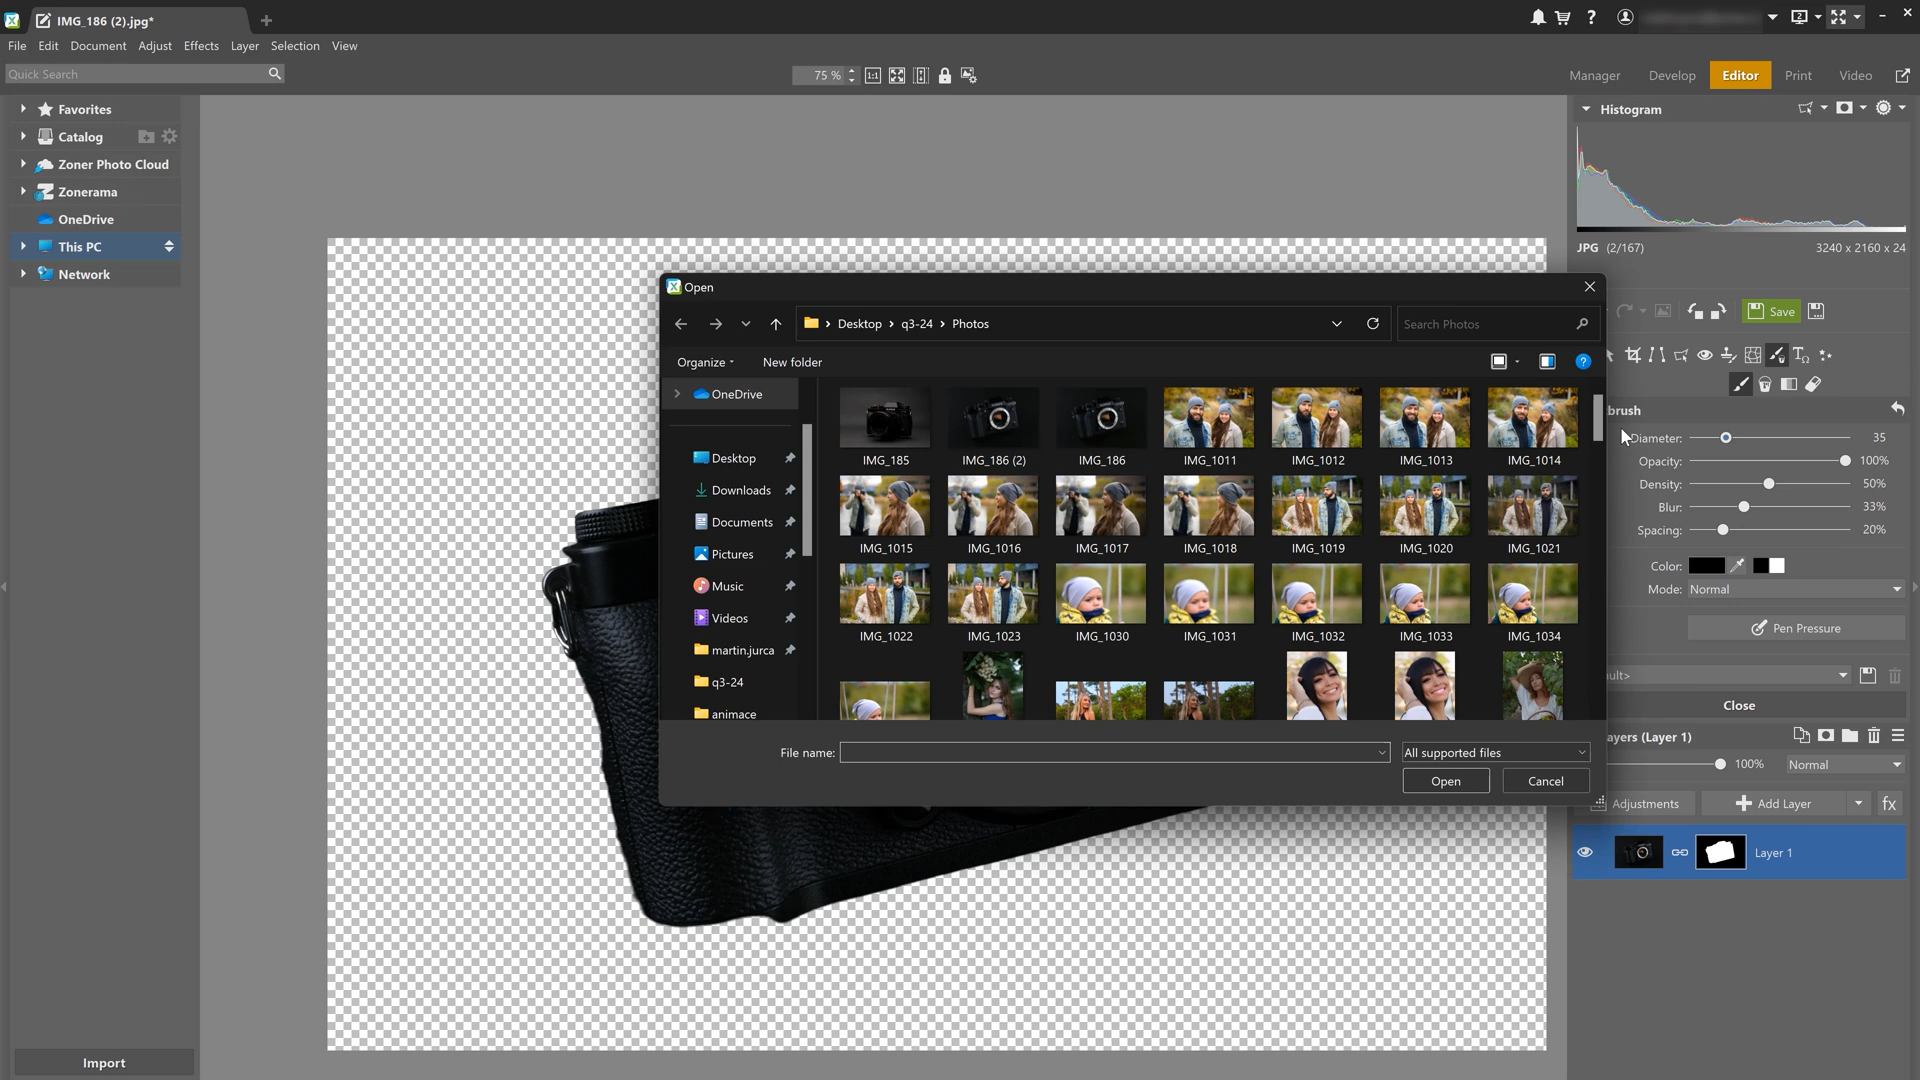 IMG_186 (2).jpg*
2
File Edit Document Adjust Effects Layer Selection View
Quick Search
75 %
1:1
Manager Develop Editor Print Video
Favorites
Catalog
Zoner Photo Cloud
Zonerama
OneDrive
This PC
Network
Import
Histogram
JPG (2/167) 3240 x 2160 x 24
Save
brush
Diameter: 35
Opacity: 100%
Density: 50%
Blur: 33%
Spacing: 20%
Color:
Mode: Normal
Pen Pressure
ult>
Close
ayers (Layer 1)
100% Normal
Adjustments Add Layer fx
Layer 1
Open
Desktop > q3-24 > Photos
Search Photos
Organize New folder
OneDrive
Desktop
Downloads
Documents
Pictures
Music
Videos
martin.jurca
q3-24
animace
IMG_185 IMG_186 (2) IMG_186 IMG_1011 IMG_1012 IMG_1013 IMG_1014
IMG_1015 IMG_1016 IMG_1017 IMG_1018 IMG_1019 IMG_1020 IMG_1021
IMG_1022 IMG_1023 IMG_1030 IMG_1031 IMG_1032 IMG_1033 IMG_1034
File name:
All supported files
Open Cancel